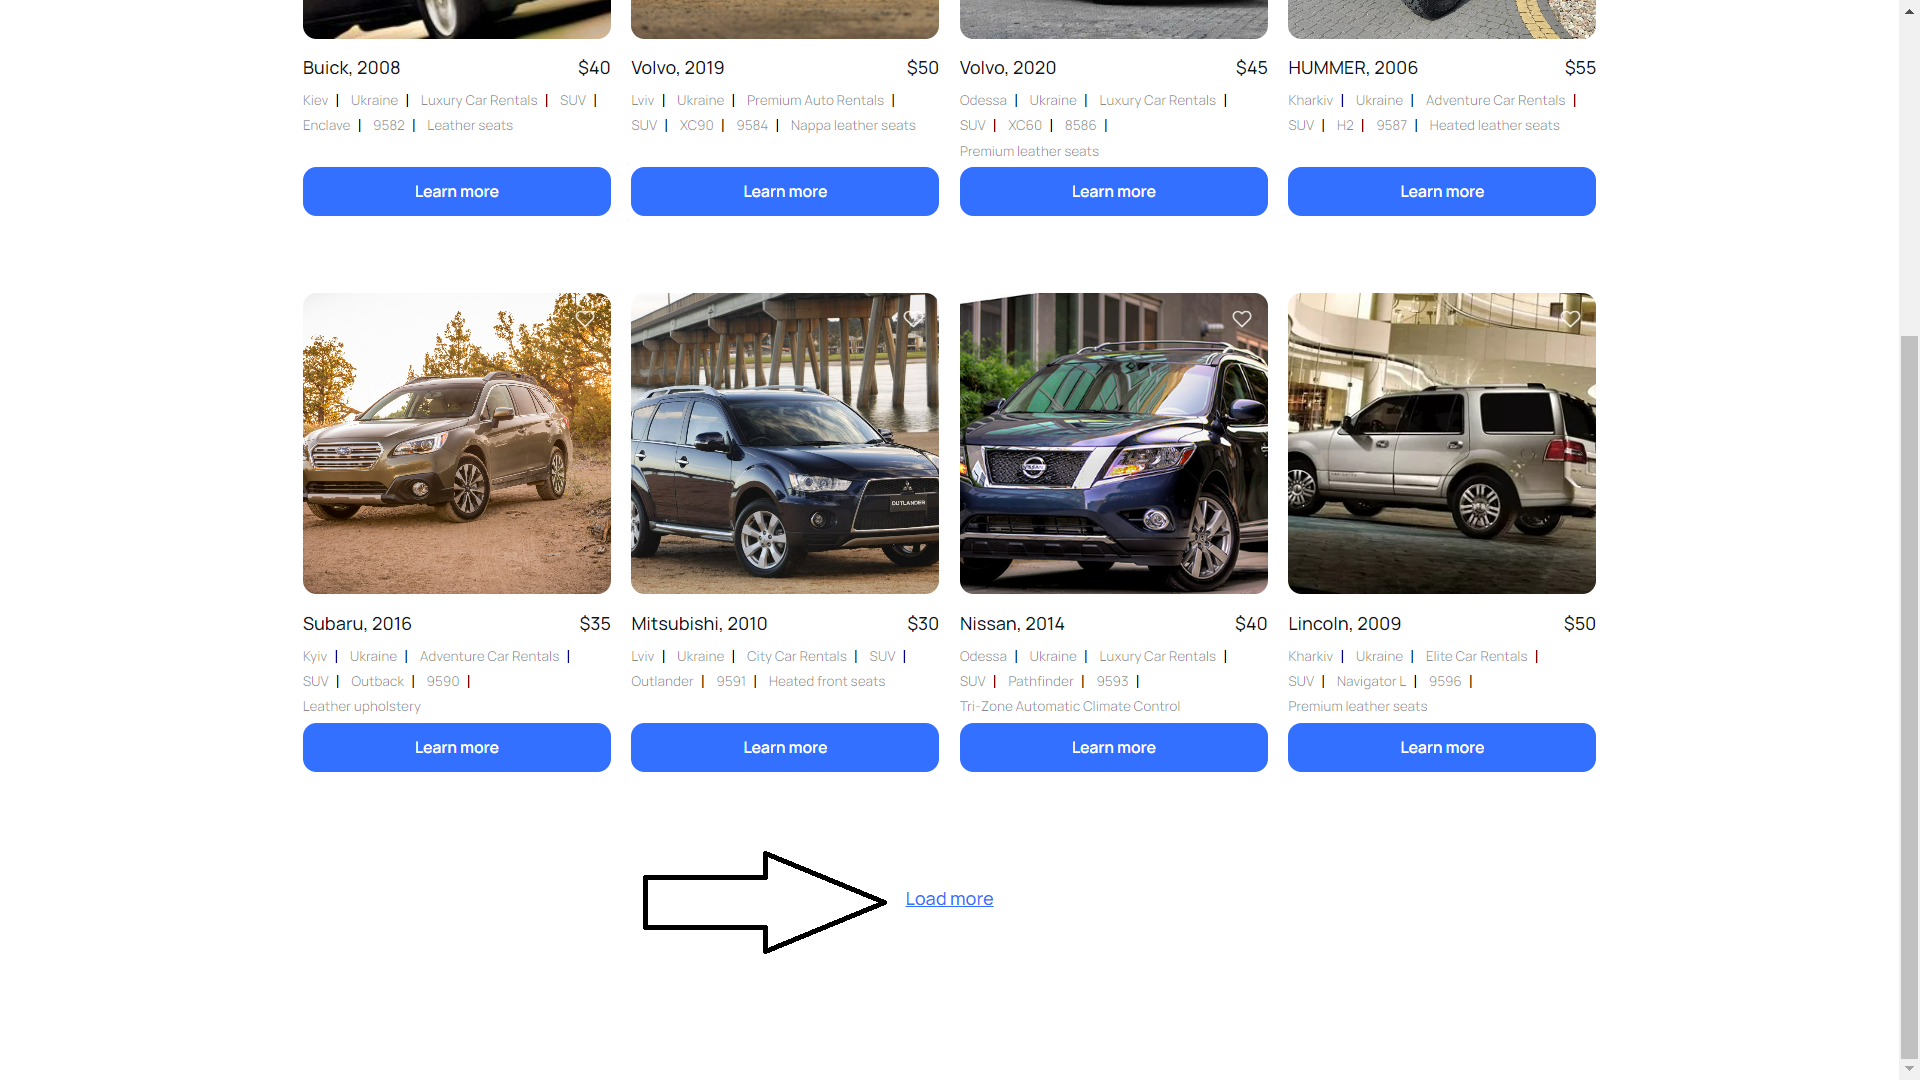 Buick, 2008 $40
Kiev | Ukraine | Luxury Car Rentals | SUV |
Enclave | 9582 | Leather seats
Learn more
Volvo, 2019 $50
Lviv | Ukraine | Premium Auto Rentals |
SUV | XC90 | 9584 | Nappa leather seats
Learn more
Volvo, 2020 $45
Odessa | Ukraine | Luxury Car Rentals |
SUV | XC60 | 8586 |
Premium leather seats
Learn more
HUMMER, 2006 $55
Kharkiv | Ukraine | Adventure Car Rentals |
SUV | H2 | 9587 | Heated leather seats
Learn more
Subaru, 2016 $35
Kyiv | Ukraine | Adventure Car Rentals |
SUV | Outback | 9590 |
Leather upholstery
Learn more
OUTLANDER
Mitsubishi, 2010 $30
Lviv | Ukraine | City Car Rentals | SUV |
Outlander | 9591 | Heated front seats
Learn more
NISSAN
Nissan, 2014 $40
Odessa | Ukraine | Luxury Car Rentals |
SUV | Pathfinder | 9593 |
Tri-Zone Automatic Climate Control
Learn more
Lincoln, 2009 $50
Kharkiv | Ukraine | Elite Car Rentals |
SUV | Navigator L | 9596 |
Premium leather seats
Learn more
Load more